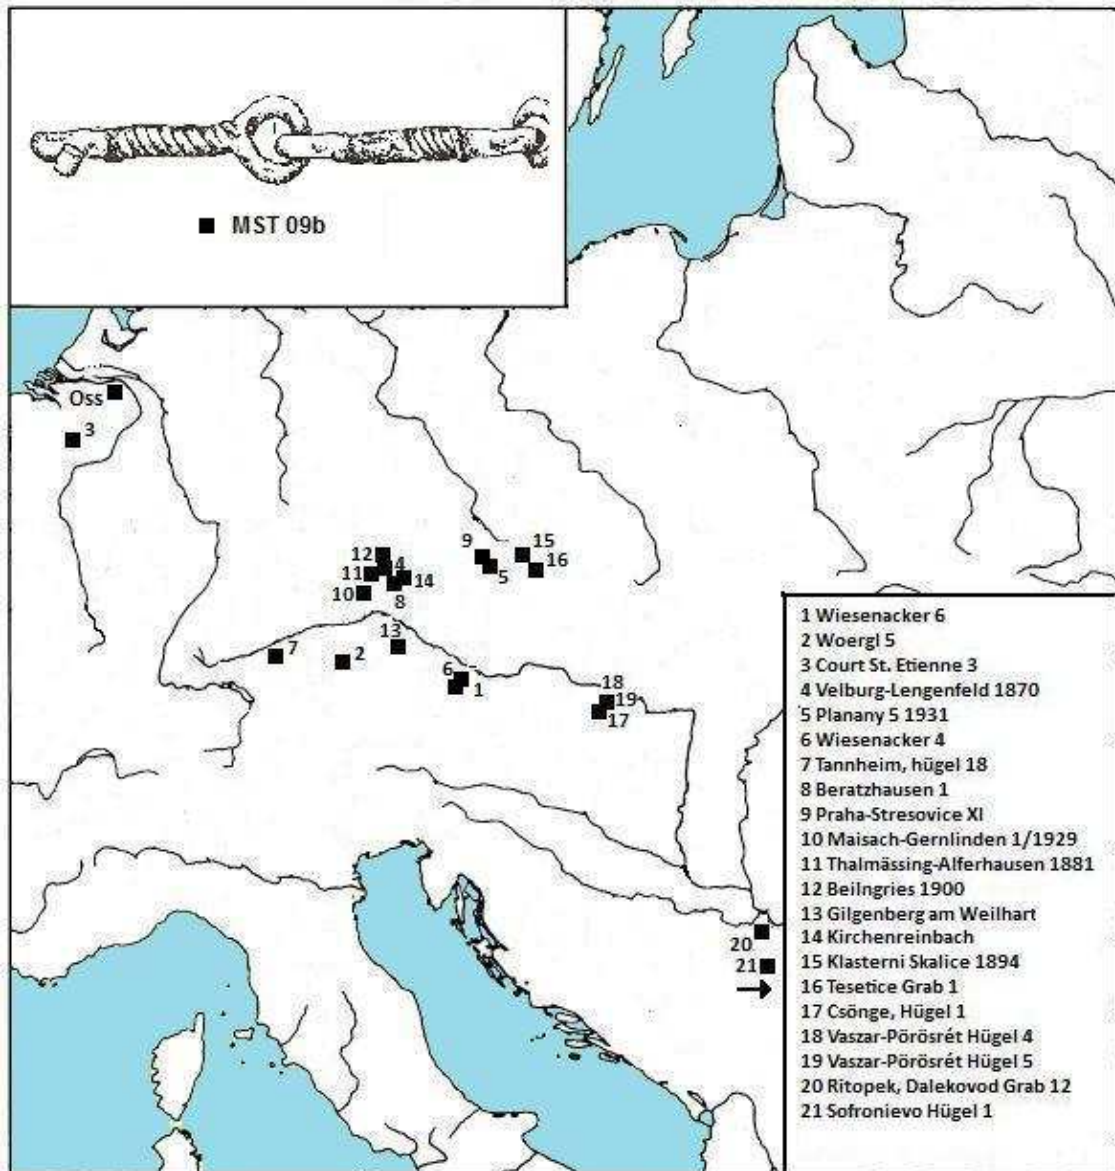 MST 09b
Oss
3
12
4
11
14
10
8
9
5
15
16
13
7
2
6
1
18
19
17
20
21
1 Wiesenacker 6
2 Woergl 5
3 Court St. Etienne 3
4 Velburg-Lengenfeld 1870
5 Planany 5 1931
6 Wiesenacker 4
7 Tannheim, hügel 18
8 Beratzhausen 1
9 Praha-Stresovice XI
10 Maisach-Gernlinden 1/1929
11 Thalmässing-Alferhausen 1881
12 Beilngries 1900
13 Gilgenberg am Weilhart
14 Kirchenreinbach
15 Klasterni Skalice 1894
16 Tesetice Grab 1
17 Csönge, Hügel 1
18 Vaszar-Pörösrét Hügel 4
19 Vaszar-Pörösrét Hügel 5
20 Ritopek, Dalekovod Grab 12
21 Sofronievo Hügel 1